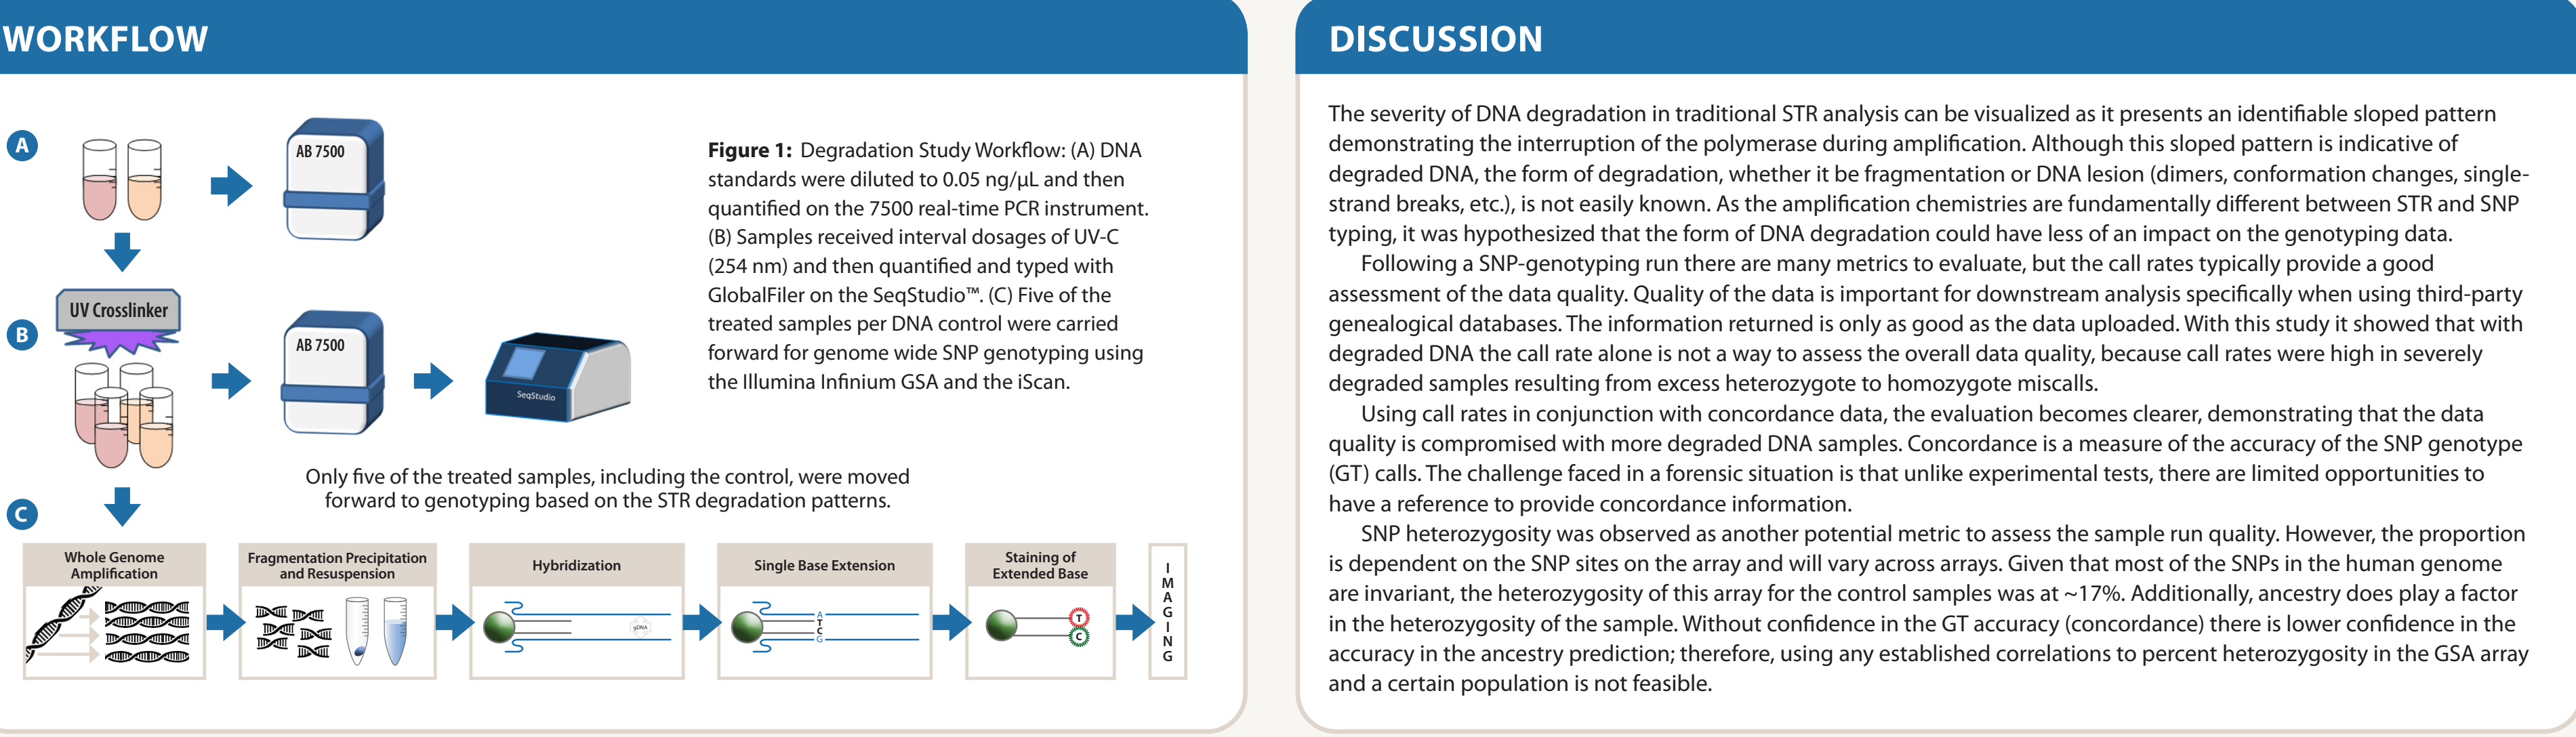 WORKFLOW
A
AB 7500
Figure 1: Degradation Study Workflow: (A) DNA
standards were diluted to 0.05 ng/µL and then
quantified on the 7500 real-time PCR instrument.
(B) Samples received interval dosages of UV-C
(254 nm) and then quantified and typed with
GlobalFiler on the SeqStudio™. (C) Five of the
treated samples per DNA control were carried
forward for genome wide SNP genotyping using
the Illumina Infinium GSA and the iScan.
UV Crosslinker
B
AB 7500
SeqStudio
Only five of the treated samples, including the control, were moved
forward to genotyping based on the STR degradation patterns.
C
Whole Genome
Amplification
Fragmentation Precipitation
and Resuspension
Hybridization
gDNA
Single Base Extension
A
T
C
G
Staining of
Extended Base
T
C
IMAGING
DISCUSSION
The severity of DNA degradation in traditional STR analysis can be visualized as it presents an identifiable sloped pattern
demonstrating the interruption of the polymerase during amplification. Although this sloped pattern is indicative of
degraded DNA, the form of degradation, whether it be fragmentation or DNA lesion (dimers, conformation changes, single-
strand breaks, etc.), is not easily known. As the amplification chemistries are fundamentally different between STR and SNP
typing, it was hypothesized that the form of DNA degradation could have less of an impact on the genotyping data.
Following a SNP-genotyping run there are many metrics to evaluate, but the call rates typically provide a good
assessment of the data quality. Quality of the data is important for downstream analysis specifically when using third-party
genealogical databases. The information returned is only as good as the data uploaded. With this study it showed that with
degraded DNA the call rate alone is not a way to assess the overall data quality, because call rates were high in severely
degraded samples resulting from excess heterozygote to homozygote miscalls.
Using call rates in conjunction with concordance data, the evaluation becomes clearer, demonstrating that the data
quality is compromised with more degraded DNA samples. Concordance is a measure of the accuracy of the SNP genotype
(GT) calls. The challenge faced in a forensic situation is that unlike experimental tests, there are limited opportunities to
have a reference to provide concordance information.
SNP heterozygosity was observed as another potential metric to assess the sample run quality. However, the proportion
is dependent on the SNP sites on the array and will vary across arrays. Given that most of the SNPs in the human genome
are invariant, the heterozygosity of this array for the control samples was at ~17%. Additionally, ancestry does play a factor
in the heterozygosity of the sample. Without confidence in the GT accuracy (concordance) there is lower confidence in the
accuracy in the ancestry prediction; therefore, using any established correlations to percent heterozygosity in the GSA array
and a certain population is not feasible.